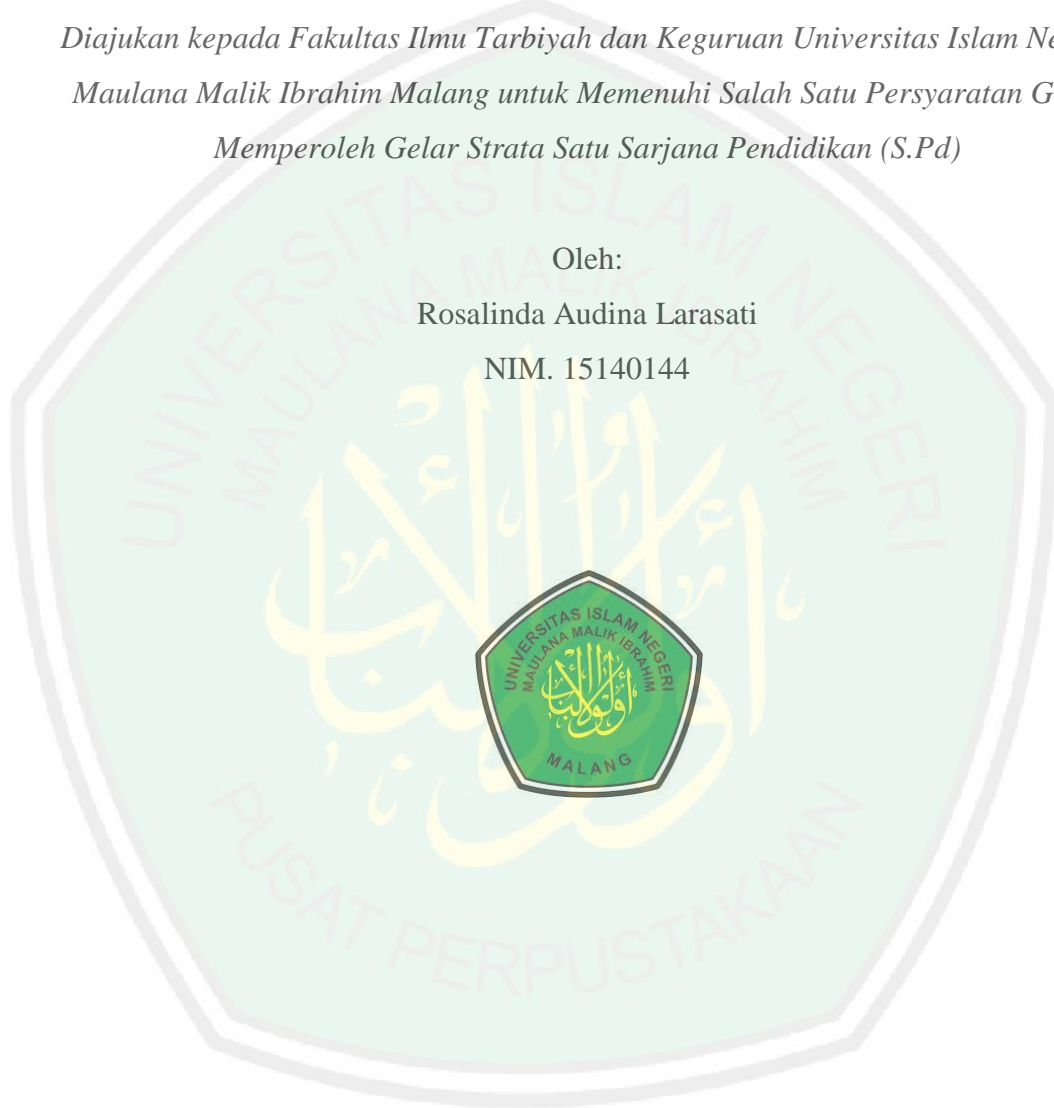 Diajukan kepada Fakultas Ilmu Tarbiyah dan Keguruan Universitas Islam Ne
Maulana Malik Ibrahim Malang untuk Memenuhi Salah Satu Persyaratan G
Memperoleh Gelar Strata Satu Sarjana Pendidikan (S.Pd)
Oleh:
Rosalinda Audina Larasati
NIM. 15140144
UNIVERSITAS ISLAM NEGERI
MAULANA MALIK IBRAHIM
MALANG
UNIVERSITAS ISLAM NEGERI
MAULANA MALIK IBRAHIM
PUSAT PERPUSTAKAAN